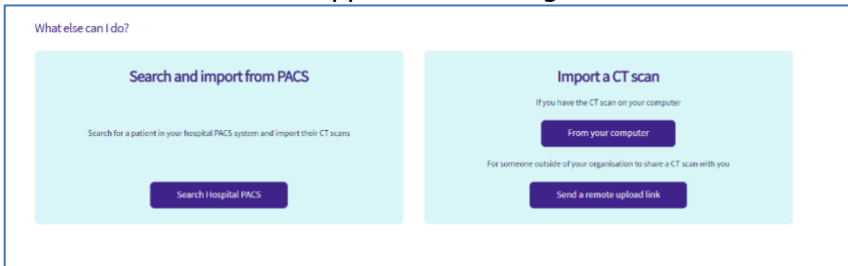 What else can I do?
Search and import from PACS
Search for a patient in your hospital PACS system and import their CT scans
Search Hospital PACS
Import a CT scan
If you have the CT scan on your computer
From your computer
For someone outside of your organisation to share a CT scan with you
Send a remote upload link